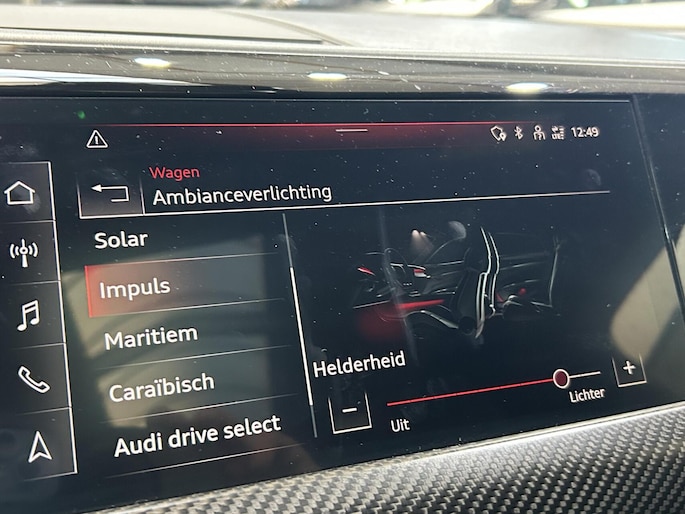 12:49
Wagen
Ambianceverlichting
Solar
Impuls
Maritiem
Caraïbisch
Audi drive select
Helderheid
− +
Uit
Lichter